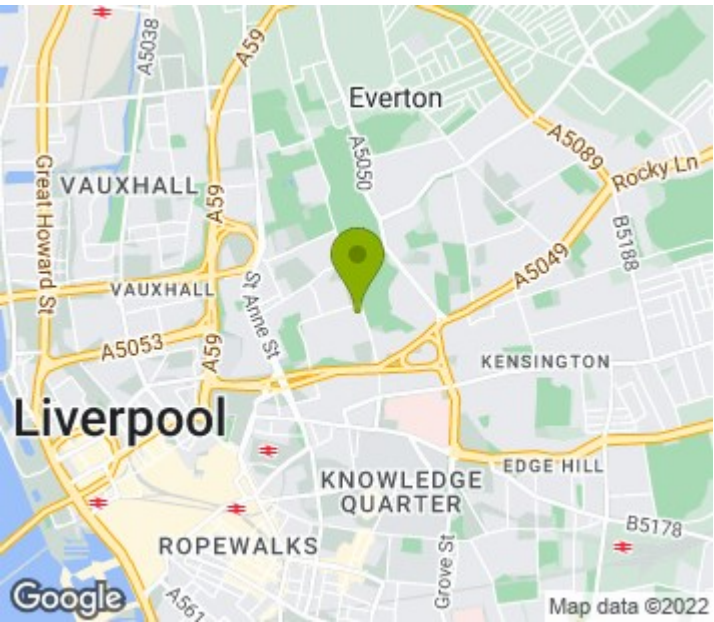 A5038
A59
Everton
A5050
A5089
Rocky Ln
Great Howard St
VAUXHALL
A59
B5188
A5049
VAUXHALL
St Anne St
A5053
A59
KENSINGTON
Liverpool
KNOWLEDGE
QUARTER
EDGE HILL
B5178
ROPEWALKS
Grove St
A561
Google
Map data ©2022